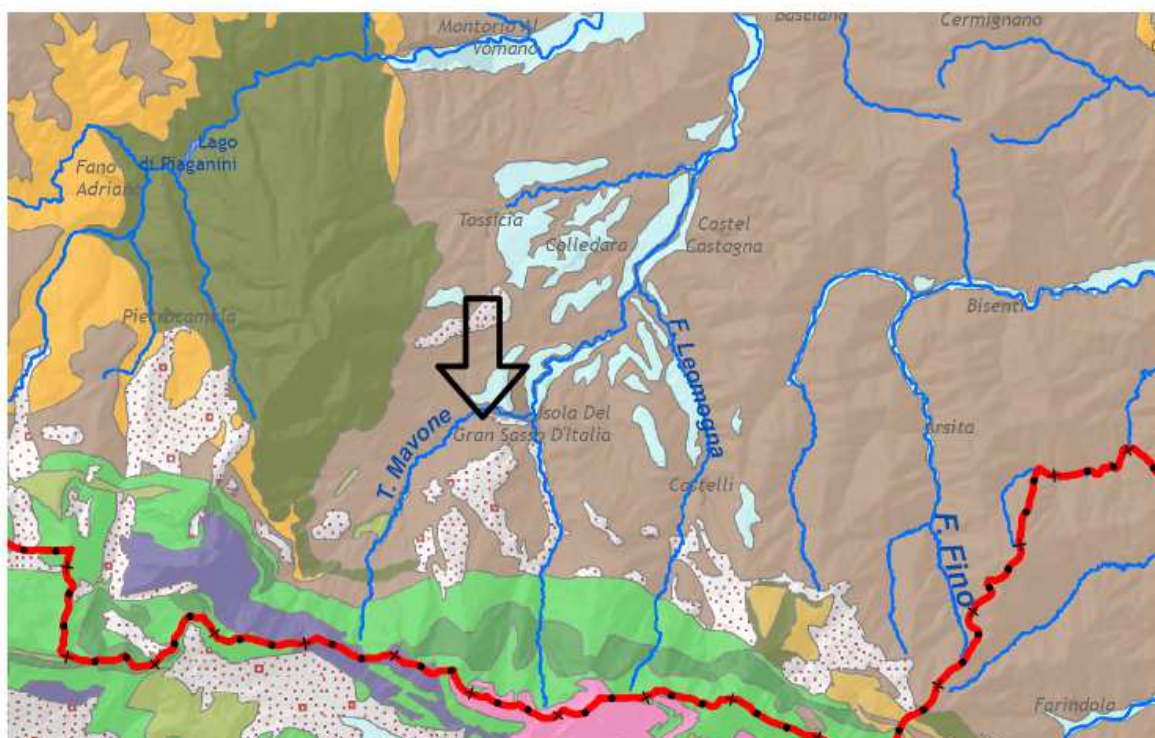 Basciano
Cermignano
Montorio Al
Vomano
Lago
di Piaganini
Fano
Adriano
Tossicia
Colledara
Castel
Castagna
Bisenti
Pietracamela
F. Leomogna
T. Mavone
Isola Del
Gran Sasso D'Italia
Arsita
Castelli
F. Fino
Farindola